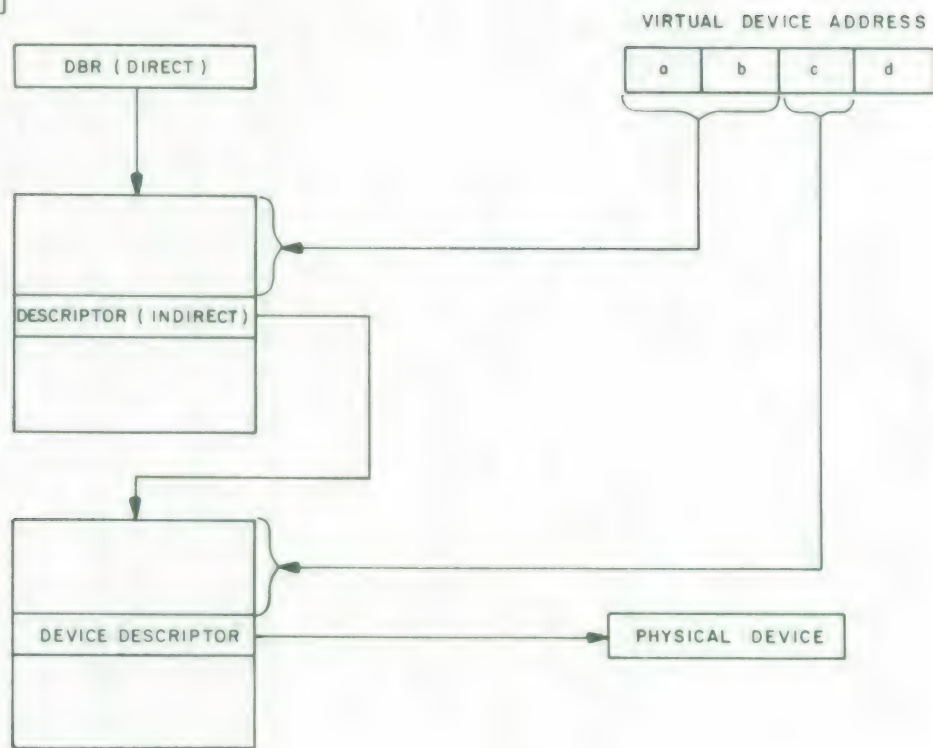 VIRTUAL DEVICE ADDRESS
DBR ( DIRECT )
a b c d
DESCRIPTOR ( INDIRECT )
DEVICE DESCRIPTOR
PHYSICAL DEVICE